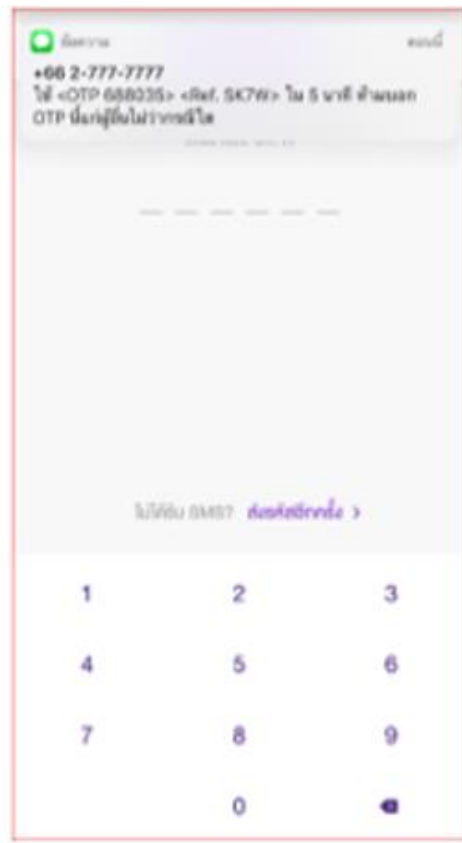 ข้อความ ตอนนี้
+66 2-777-7777
ใช้ <OTP 688035> <Ref. SK7W> ใน 5 นาที ห้ามบอก
OTP นี้แก่ผู้อื่นไม่ว่ากรณีใด
ไม่ได้รับ SMS? ส่งรหัสอีกครั้ง >
1 2 3
4 5 6
7 8 9
0